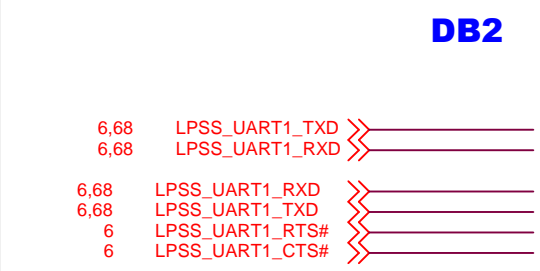 DB2
6,68 LPSS_UART1_TXD
6,68 LPSS_UART1_RXD
6,68 LPSS_UART1_RXD
6,68 LPSS_UART1_TXD
6 LPSS_UART1_RTS#
6 LPSS_UART1_CTS#